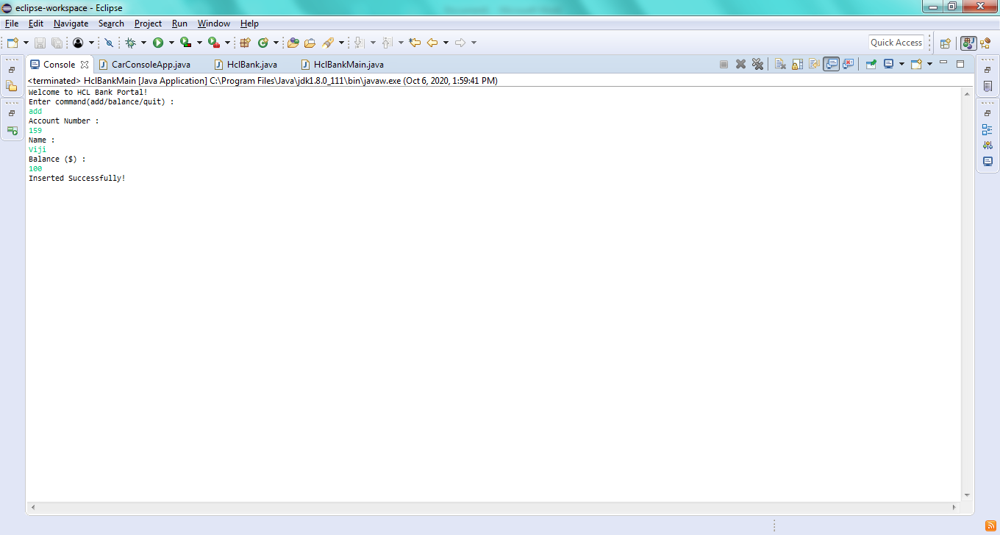 eclipse-workspace - Eclipse
File Edit Navigate Search Project Run Window Help
Quick Access
Console CarConsoleApp.java HclBank.java HclBankMain.java
<terminated> HclBankMain [Java Application] C:\Program Files\Java\jdk1.8.0_111\bin\javaw.exe (Oct 6, 2020, 1:59:41 PM)
Welcome to HCL Bank Portal!
Enter command(add/balance/quit) :
add
Account Number :
159
Name :
Viji
Balance ($) :
100
Inserted Successfully!